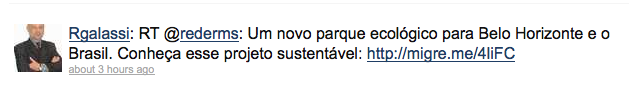 Rgalassi: RT @rederms: Um novo parque ecológico para Belo Horizonte e o
Brasil. Conheça esse projeto sustentável: http://migre.me/4liFC
about 3 hours ago